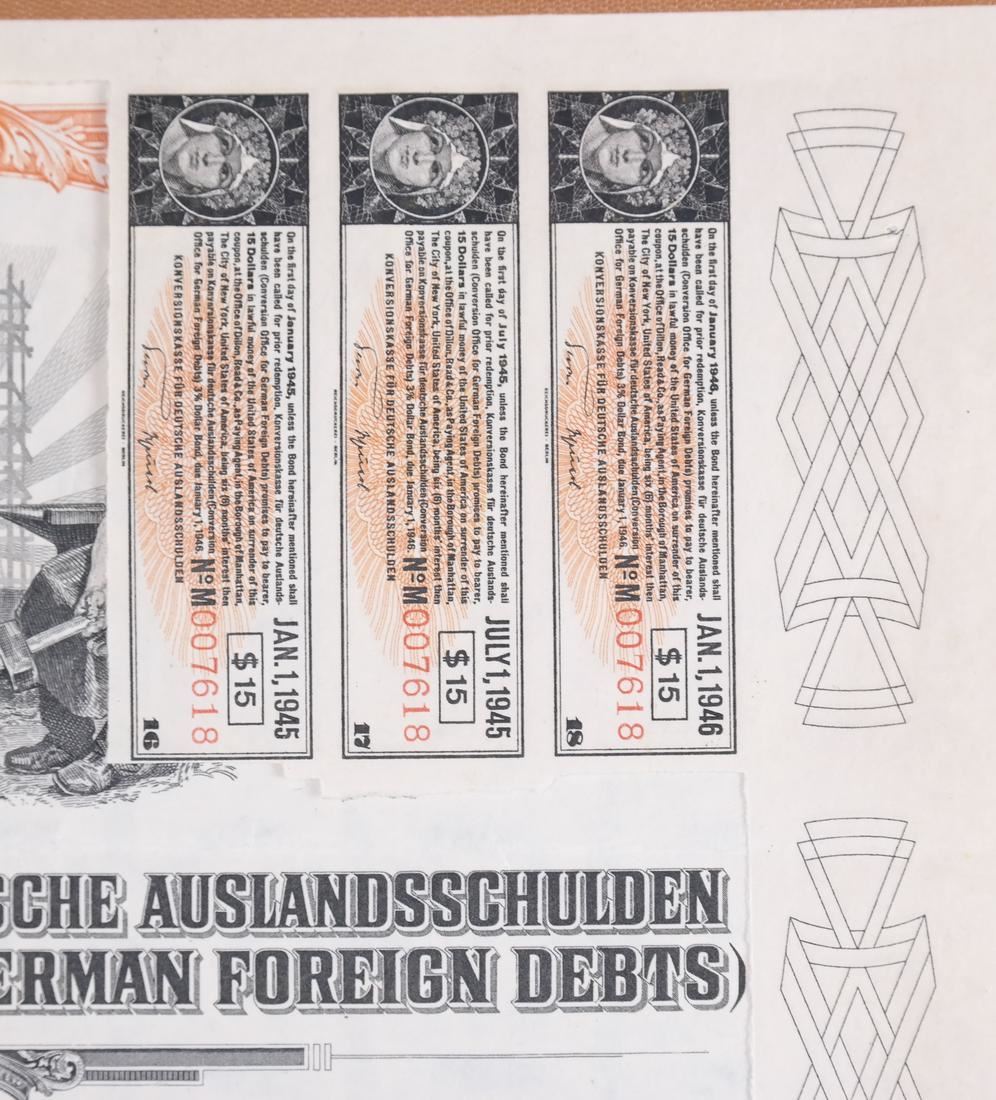 On the first day of January 1945, unless the Bond hereinafter mentioned shall
have been called for prior redemption, Konversionskasse für deutsche Auslands-
schulden (Conversion Office for German Foreign Debts) promises to pay to bearer,
15 Dollars in lawful money of the United States of America on surrender of this
coupon, at the Office of Dillon, Read & Co., as Paying Agent, in the Borough of Manhattan,
The City of New York, United States of America, being six (6) months' interest then
payable on Konversionskasse für deutsche Auslandsschulden (Conversion
Office for German Foreign Debts) 3% Dollar Bond, due January 1, 1946.
KONVERSIONSKASSE FÜR DEUTSCHE AUSLANDSSCHULDEN
JAN. 1, 1945
$ 15
Nº M 007618
16
REICHSDRUCKEREI · BERLIN
On the first day of July 1945, unless the Bond hereinafter mentioned shall
have been called for prior redemption, Konversionskasse für deutsche Auslands-
schulden (Conversion Office for German Foreign Debts) promises to pay to bearer,
15 Dollars in lawful money of the United States of America on surrender of this
coupon, at the Office of Dillon, Read & Co., as Paying Agent, in the Borough of Manhattan,
The City of New York, United States of America, being six (6) months' interest then
payable on Konversionskasse für deutsche Auslandsschulden (Conversion
Office for German Foreign Debts) 3% Dollar Bond, due January 1, 1946.
KONVERSIONSKASSE FÜR DEUTSCHE AUSLANDSSCHULDEN
JULY 1, 1945
$ 15
Nº M 007618
17
REICHSDRUCKEREI · BERLIN
On the first day of January 1946, unless the Bond hereinafter mentioned shall
have been called for prior redemption, Konversionskasse für deutsche Auslands-
schulden (Conversion Office for German Foreign Debts) promises to pay to bearer,
15 Dollars in lawful money of the United States of America on surrender of this
coupon, at the Office of Dillon, Read & Co., as Paying Agent, in the Borough of Manhattan,
The City of New York, United States of America, being six (6) months' interest then
payable on Konversionskasse für deutsche Auslandsschulden (Conversion
Office for German Foreign Debts) 3% Dollar Bond, due January 1, 1946.
KONVERSIONSKASSE FÜR DEUTSCHE AUSLANDSSCHULDEN
JAN. 1, 1946
$ 15
Nº M 007618
18
REICHSDRUCKEREI · BERLIN
SCHE AUSLANDSSCHULDEN
ERMAN FOREIGN DEBTS)